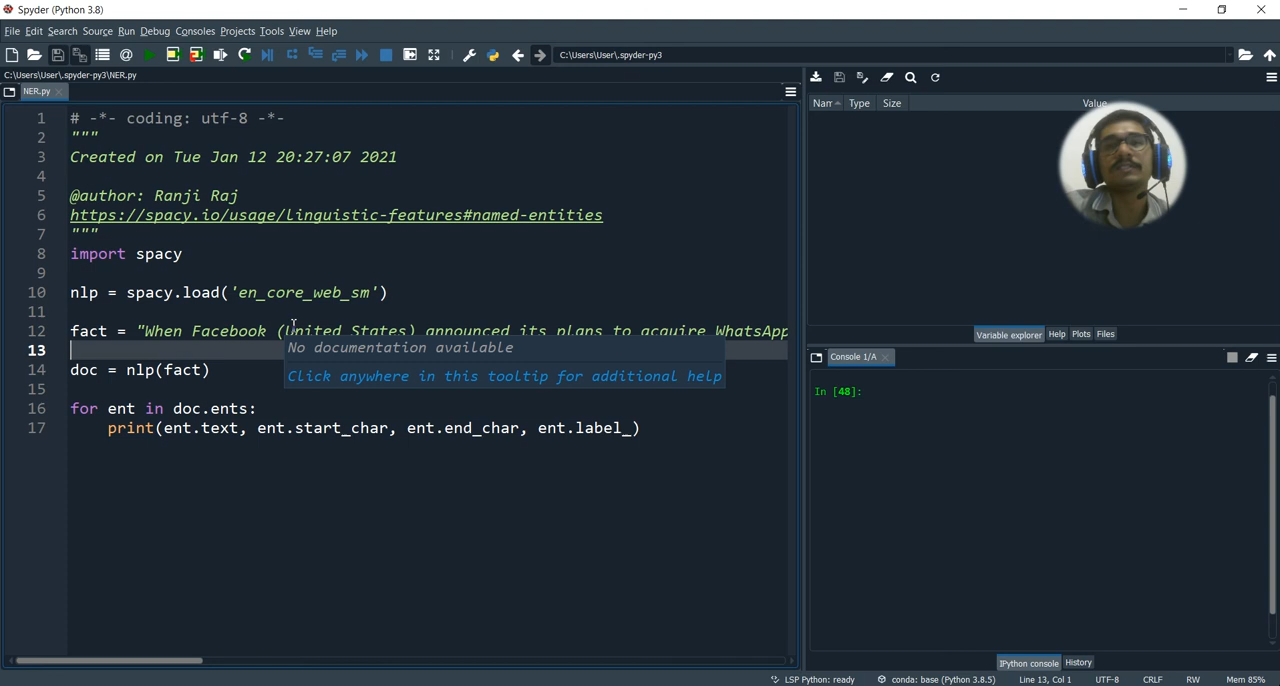 Spyder (Python 3.8)
File Edit Search Source Run Debug Consoles Projects Tools View Help
C:\Users\User\.spyder-py3
C:\Users\User\.spyder-py3\NER.py
NER.py
1 # -*- coding: utf-8 -*-
2 """
3 Created on Tue Jan 12 20:27:07 2021
4
5 @author: Ranji Raj
6 https://spacy.io/usage/linguistic-features#named-entities
7 """
8 import spacy
9
10 nlp = spacy.load('en_core_web_sm')
11
12 fact = "When Facebook (United States) announced its plans to acquire WhatsApp
13
No documentation available
14 doc = nlp(fact)
Click anywhere in this tooltip for additional help
15
16 for ent in doc.ents:
17 print(ent.text, ent.start_char, ent.end_char, ent.label_)
Nam Type Size Value
Variable explorer Help Plots Files
Console 1/A
In [48]:
IPython console History
LSP Python: ready conda: base (Python 3.8.5) Line 13, Col 1 UTF-8 CRLF RW Mem 85%